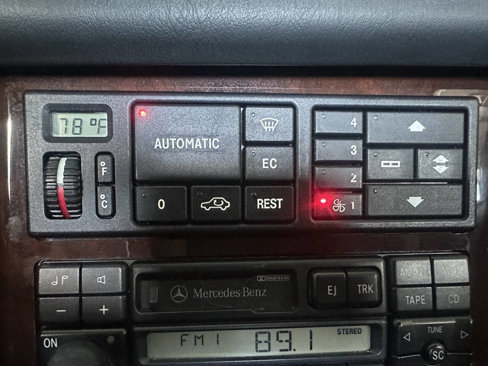 78°F
AUTOMATIC
°F
°C
EC
0
REST
4
3
2
1
Mercedes-Benz
EJ
TRK
- +
TAPE
CD
ON
FM1 89.1 STEREO
TUNE
SC